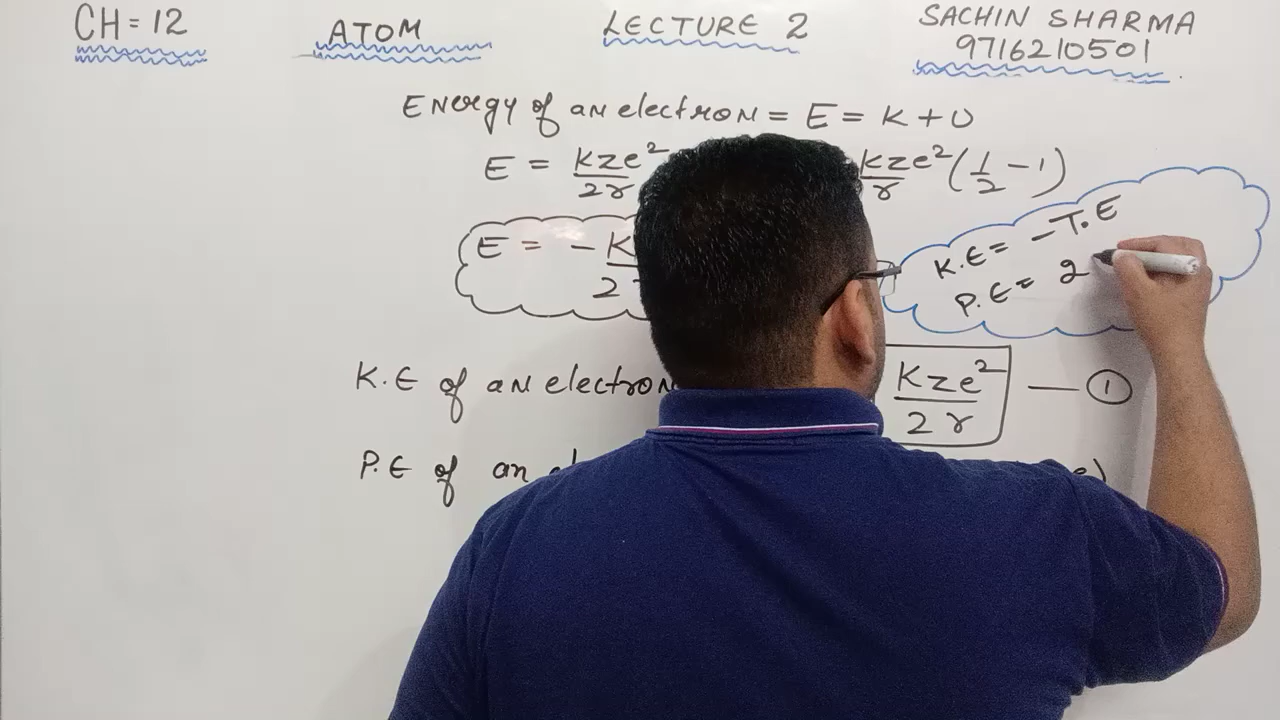 CH = 12 ATOM LECTURE 2 SACHIN SHARMA
9716210501
Energy of an electron = E = K + U
E = Kze²/2r Kze²/r (1/2 - 1)
E = - K 2
K.E = - T.E
P.E = 2
K.E of an electron Kze²/2r — ①
P.E of an e)